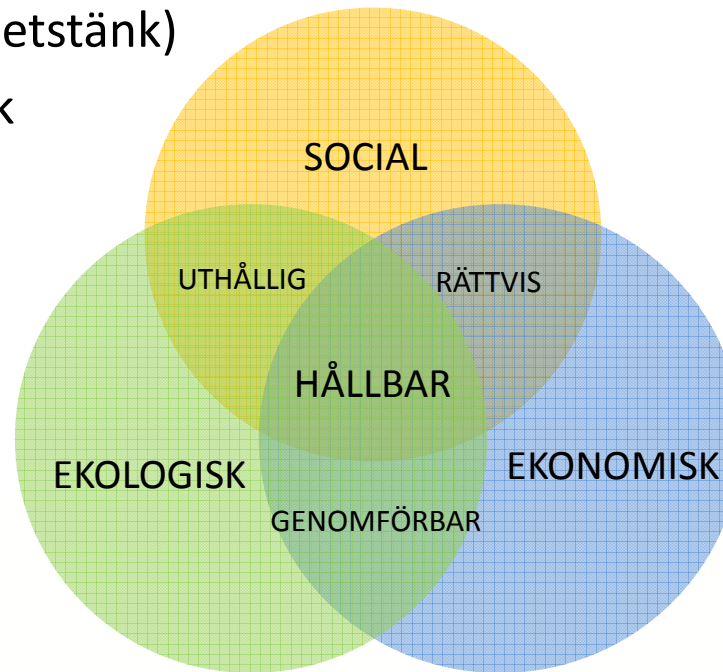 etstänk)
k
SOCIAL
UTHÅLLIG
RÄTTVIS
HÅLLBAR
EKOLOGISK
EKONOMISK
GENOMFÖRBAR